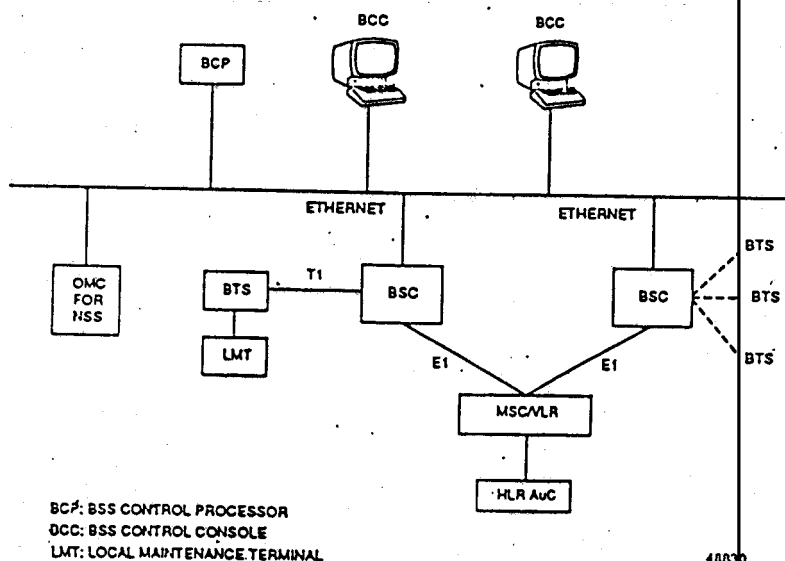 BCC
BCC
BCP
ETHERNET
ETHERNET
BTS
OMC
FOR
NSS
BTS
T1
BSC
BSC
BTS
LMT
E1
E1
BTS
MSC/VLR
HLR AuC
BCP: BSS CONTROL PROCESSOR
BCC: BSS CONTROL CONSOLE
LMT: LOCAL MAINTENANCE TERMINAL